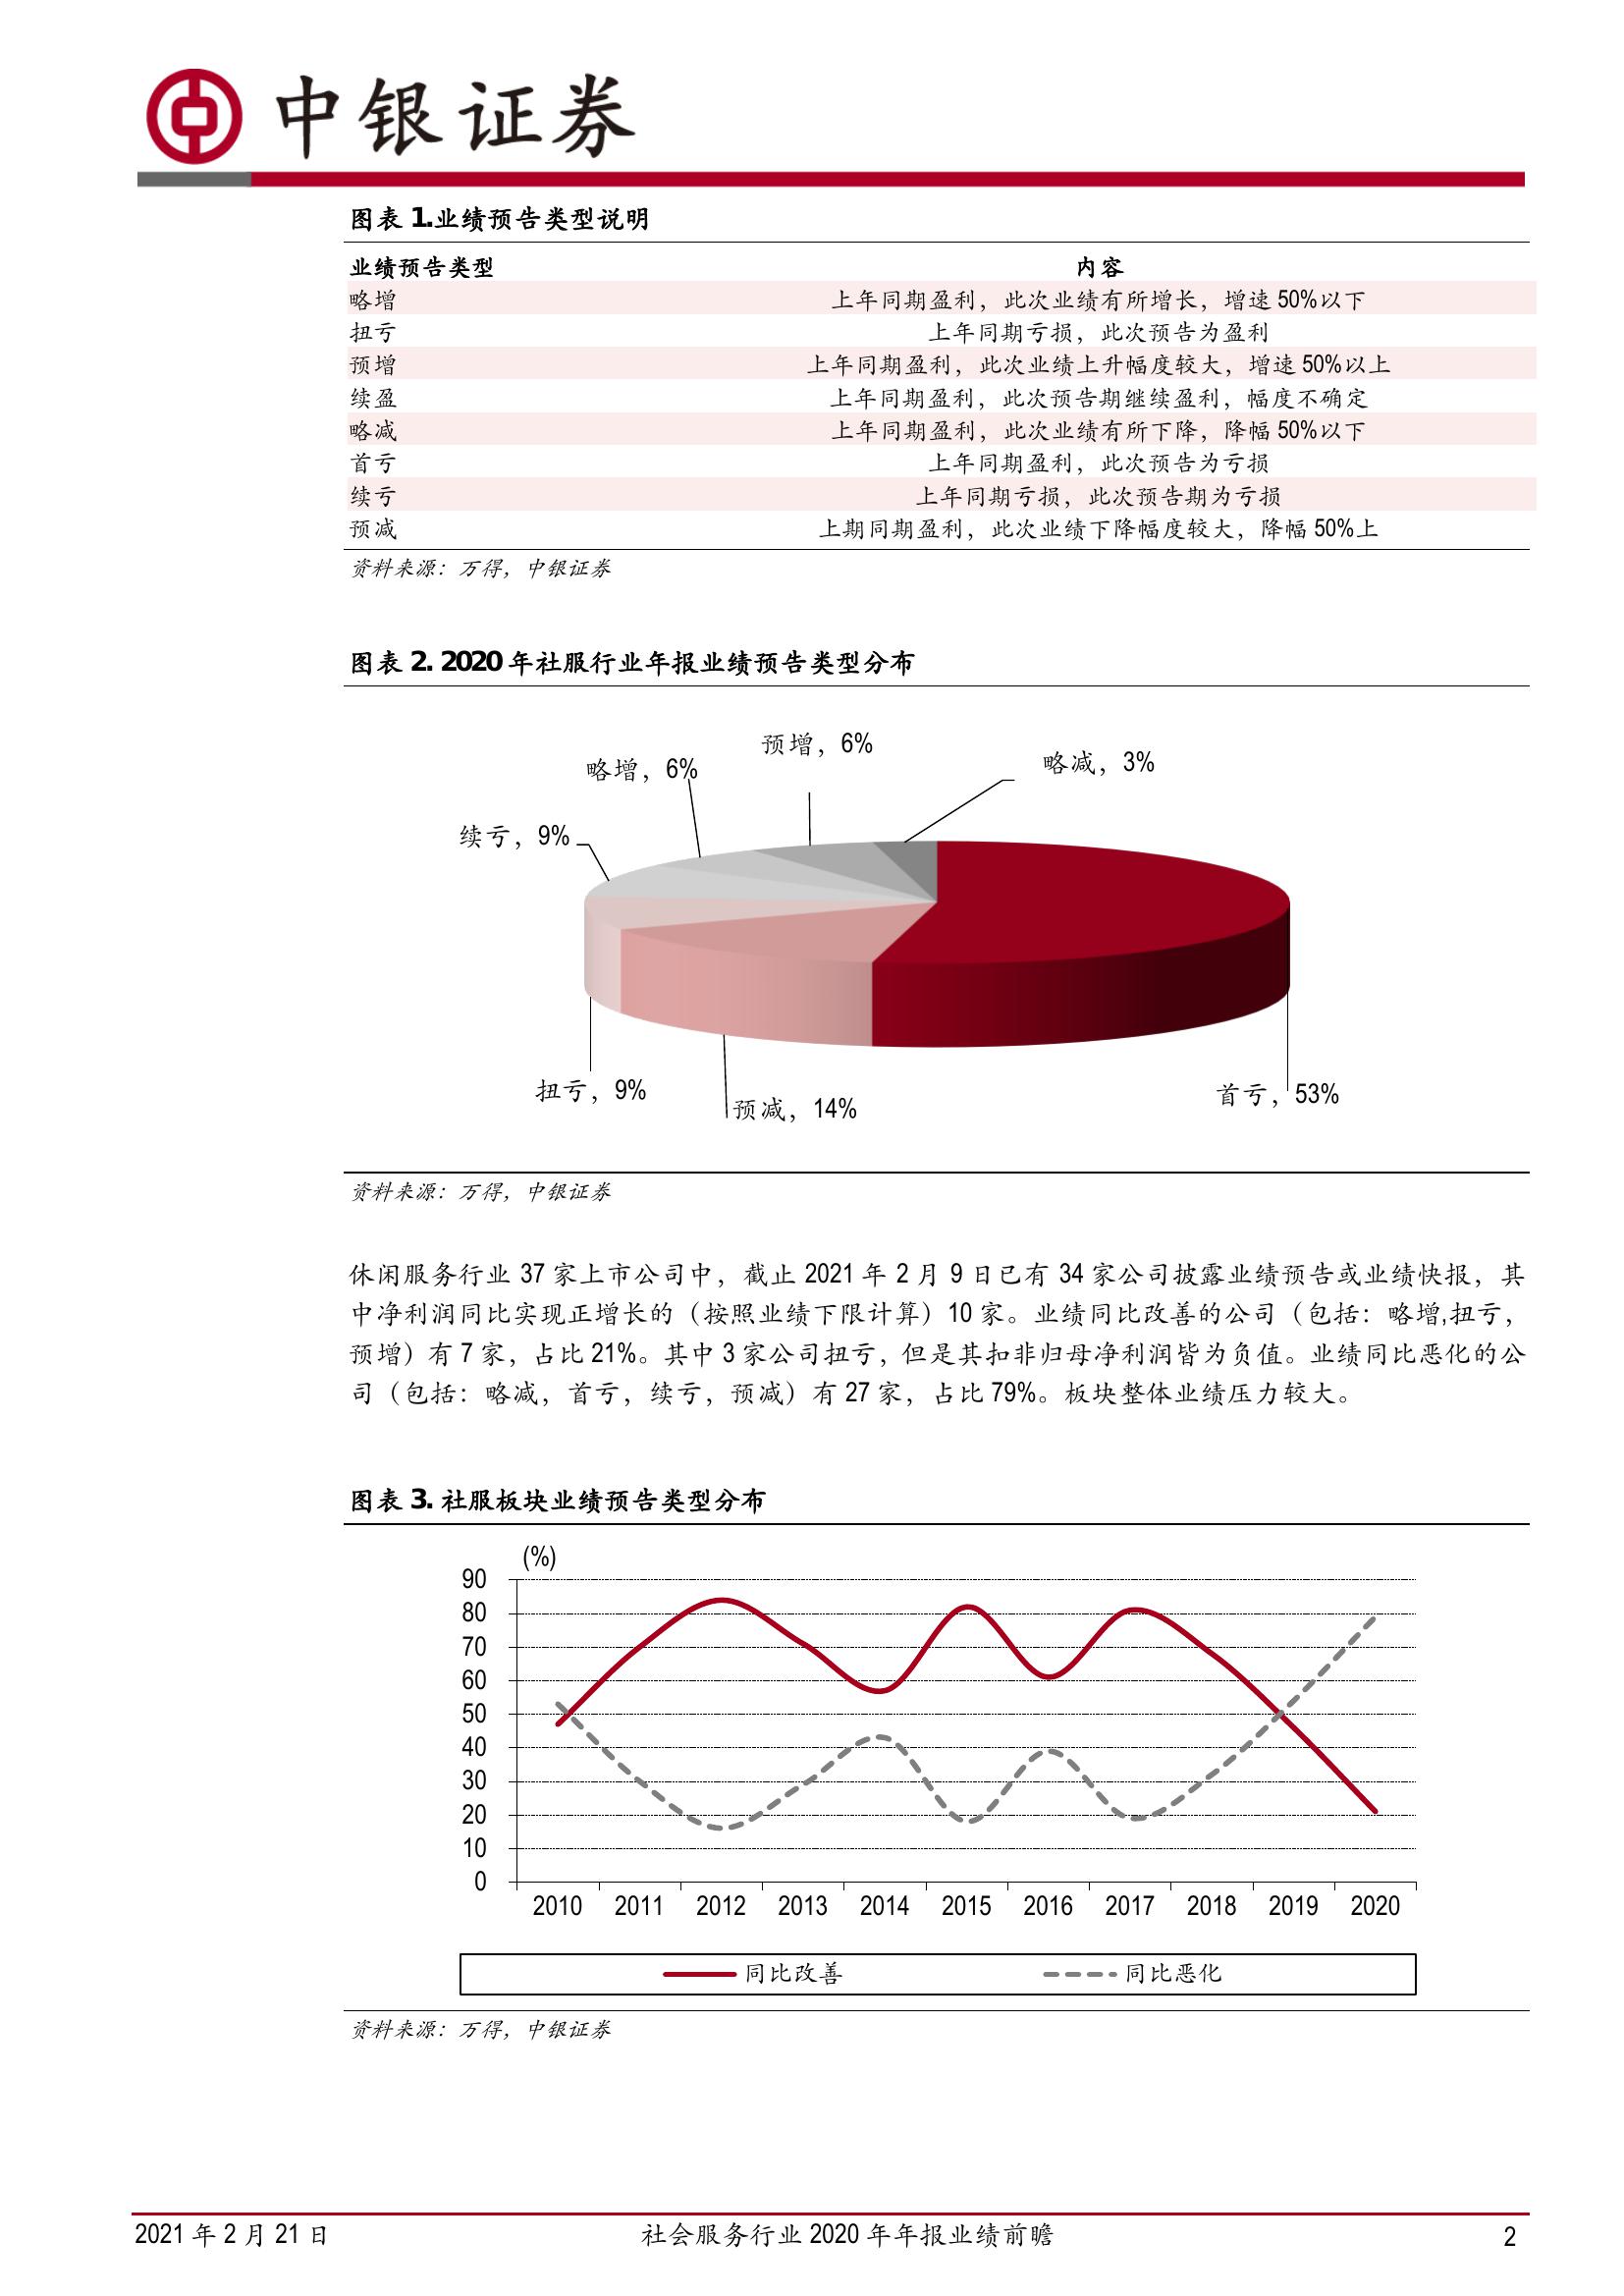 中银证券
图表 1.业绩预告类型说明
业绩预告类型 内容
略增 上年同期盈利，此次业绩有所增长，增速 50%以下
扭亏 上年同期亏损，此次预告为盈利
预增 上年同期盈利，此次业绩上升幅度较大，增速 50%以上
续盈 上年同期盈利，此次预告期继续盈利，幅度不确定
略减 上年同期盈利，此次业绩有所下降，降幅 50%以下
首亏 上年同期盈利，此次预告为亏损
续亏 上年同期亏损，此次预告期为亏损
预减 上期同期盈利，此次业绩下降幅度较大，降幅 50%上
资料来源：万得，中银证券
图表 2. 2020 年社服行业年报业绩预告类型分布
预增，6%
略减，3%
略增，6%
续亏，9%
扭亏，9%
预减，14%
首亏，53%
资料来源：万得，中银证券
休闲服务行业 37 家上市公司中，截止 2021 年 2 月 9 日已有 34 家公司披露业绩预告或业绩快报，其
中净利润同比实现正增长的（按照业绩下限计算）10 家。业绩同比改善的公司（包括：略增,扭亏，
预增）有 7 家，占比 21%。其中 3 家公司扭亏，但是其扣非归母净利润皆为负值。业绩同比恶化的公
司（包括：略减，首亏，续亏，预减）有 27 家，占比 79%。板块整体业绩压力较大。
图表 3. 社服板块业绩预告类型分布
(%)
90
80
70
60
50
40
30
20
10
0
2010 2011 2012 2013 2014 2015 2016 2017 2018 2019 2020
同比改善 同比恶化
资料来源：万得，中银证券
2021 年 2 月 21 日 社会服务行业 2020 年年报业绩前瞻 2